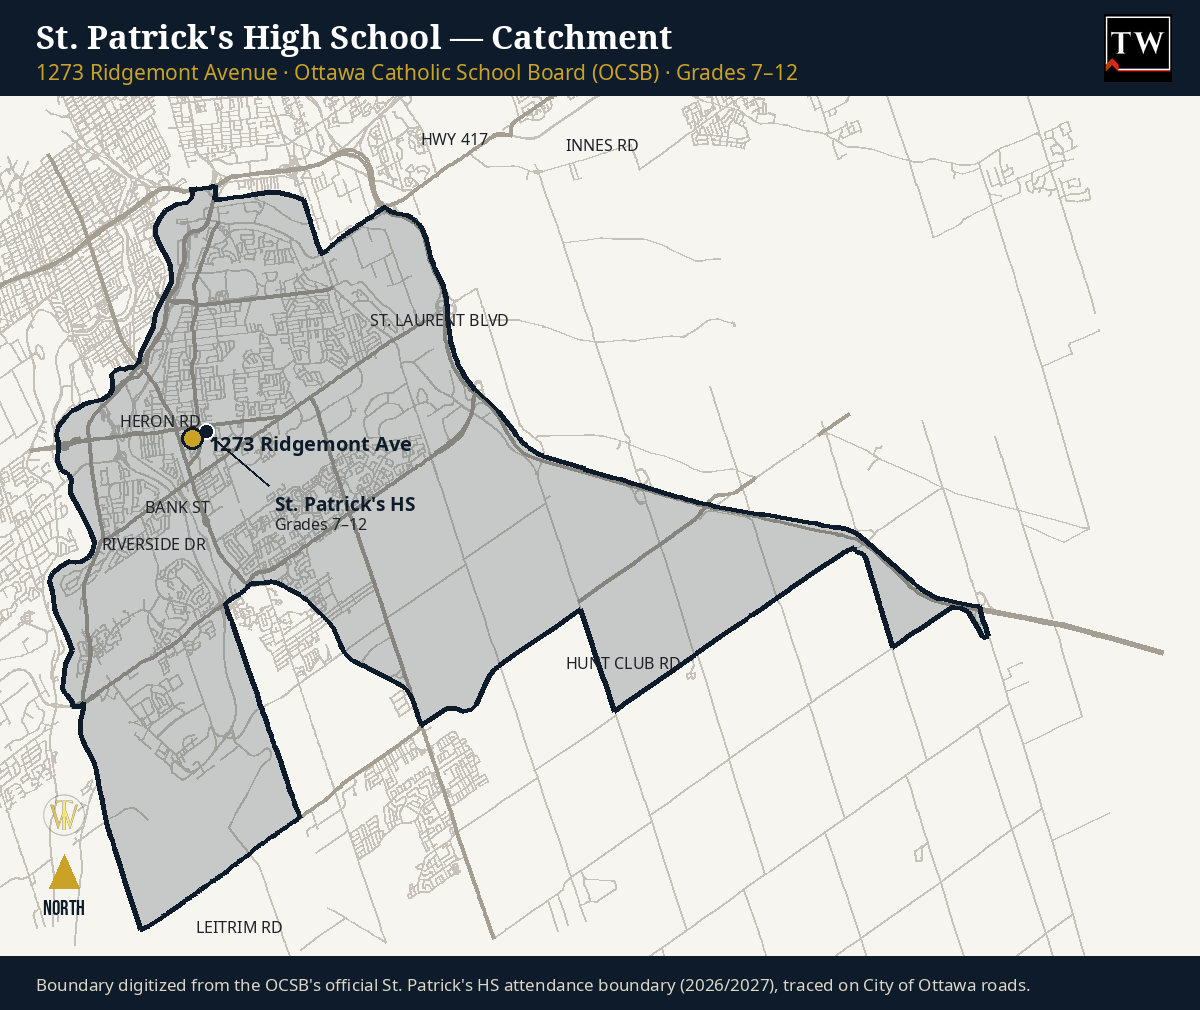 St. Patrick's High School — Catchment
TW
1273 Ridgemont Avenue · Ottawa Catholic School Board (OCSB) · Grades 7–12
HWY 417
INNES RD
ST. LAURENT BLVD
HERON RD
1273 Ridgemont Ave
St. Patrick's HS
BANK ST
Grades 7–12
RIVERSIDE DR
HUNT CLUB RD
NORTH
LEITRIM RD
Boundary digitized from the OCSB's official St. Patrick's HS attendance boundary (2026/2027), traced on City of Ottawa roads.